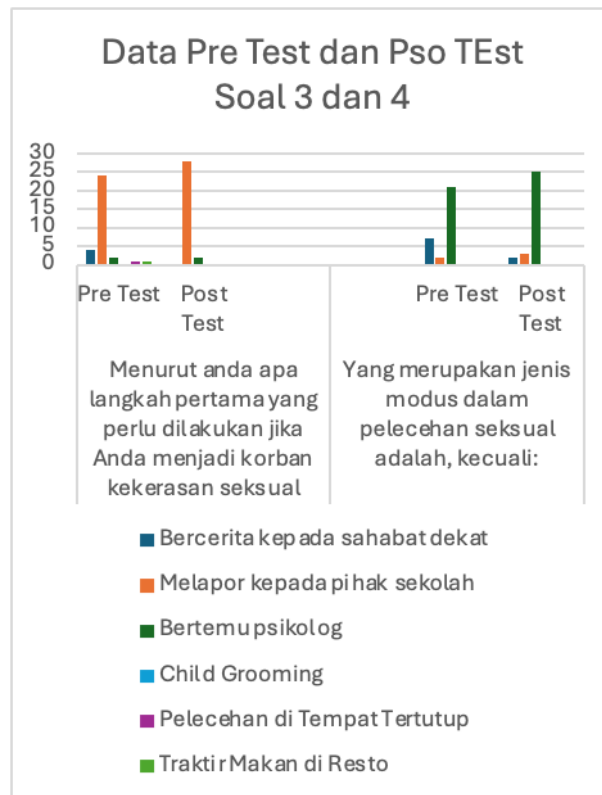 Data Pre Test dan Pso TEst
Soal 3 dan 4
30
25
20
15
10
5
0
Pre Test
Post
Test
Pre Test
Post
Test
Menurut anda apa
langkah pertama yang
perlu dilakukan jika
Anda menjadi korban
kekerasan seksual
Yang merupakan jenis
modus dalam
pelecehan seksual
adalah, kecuali:
Bercerita kepada sahabat dekat
Melapor kepada pihak sekolah
Bertemu psikolog
Child Grooming
Pelecehan di Tempat Tertutup
Traktir Makan di Resto